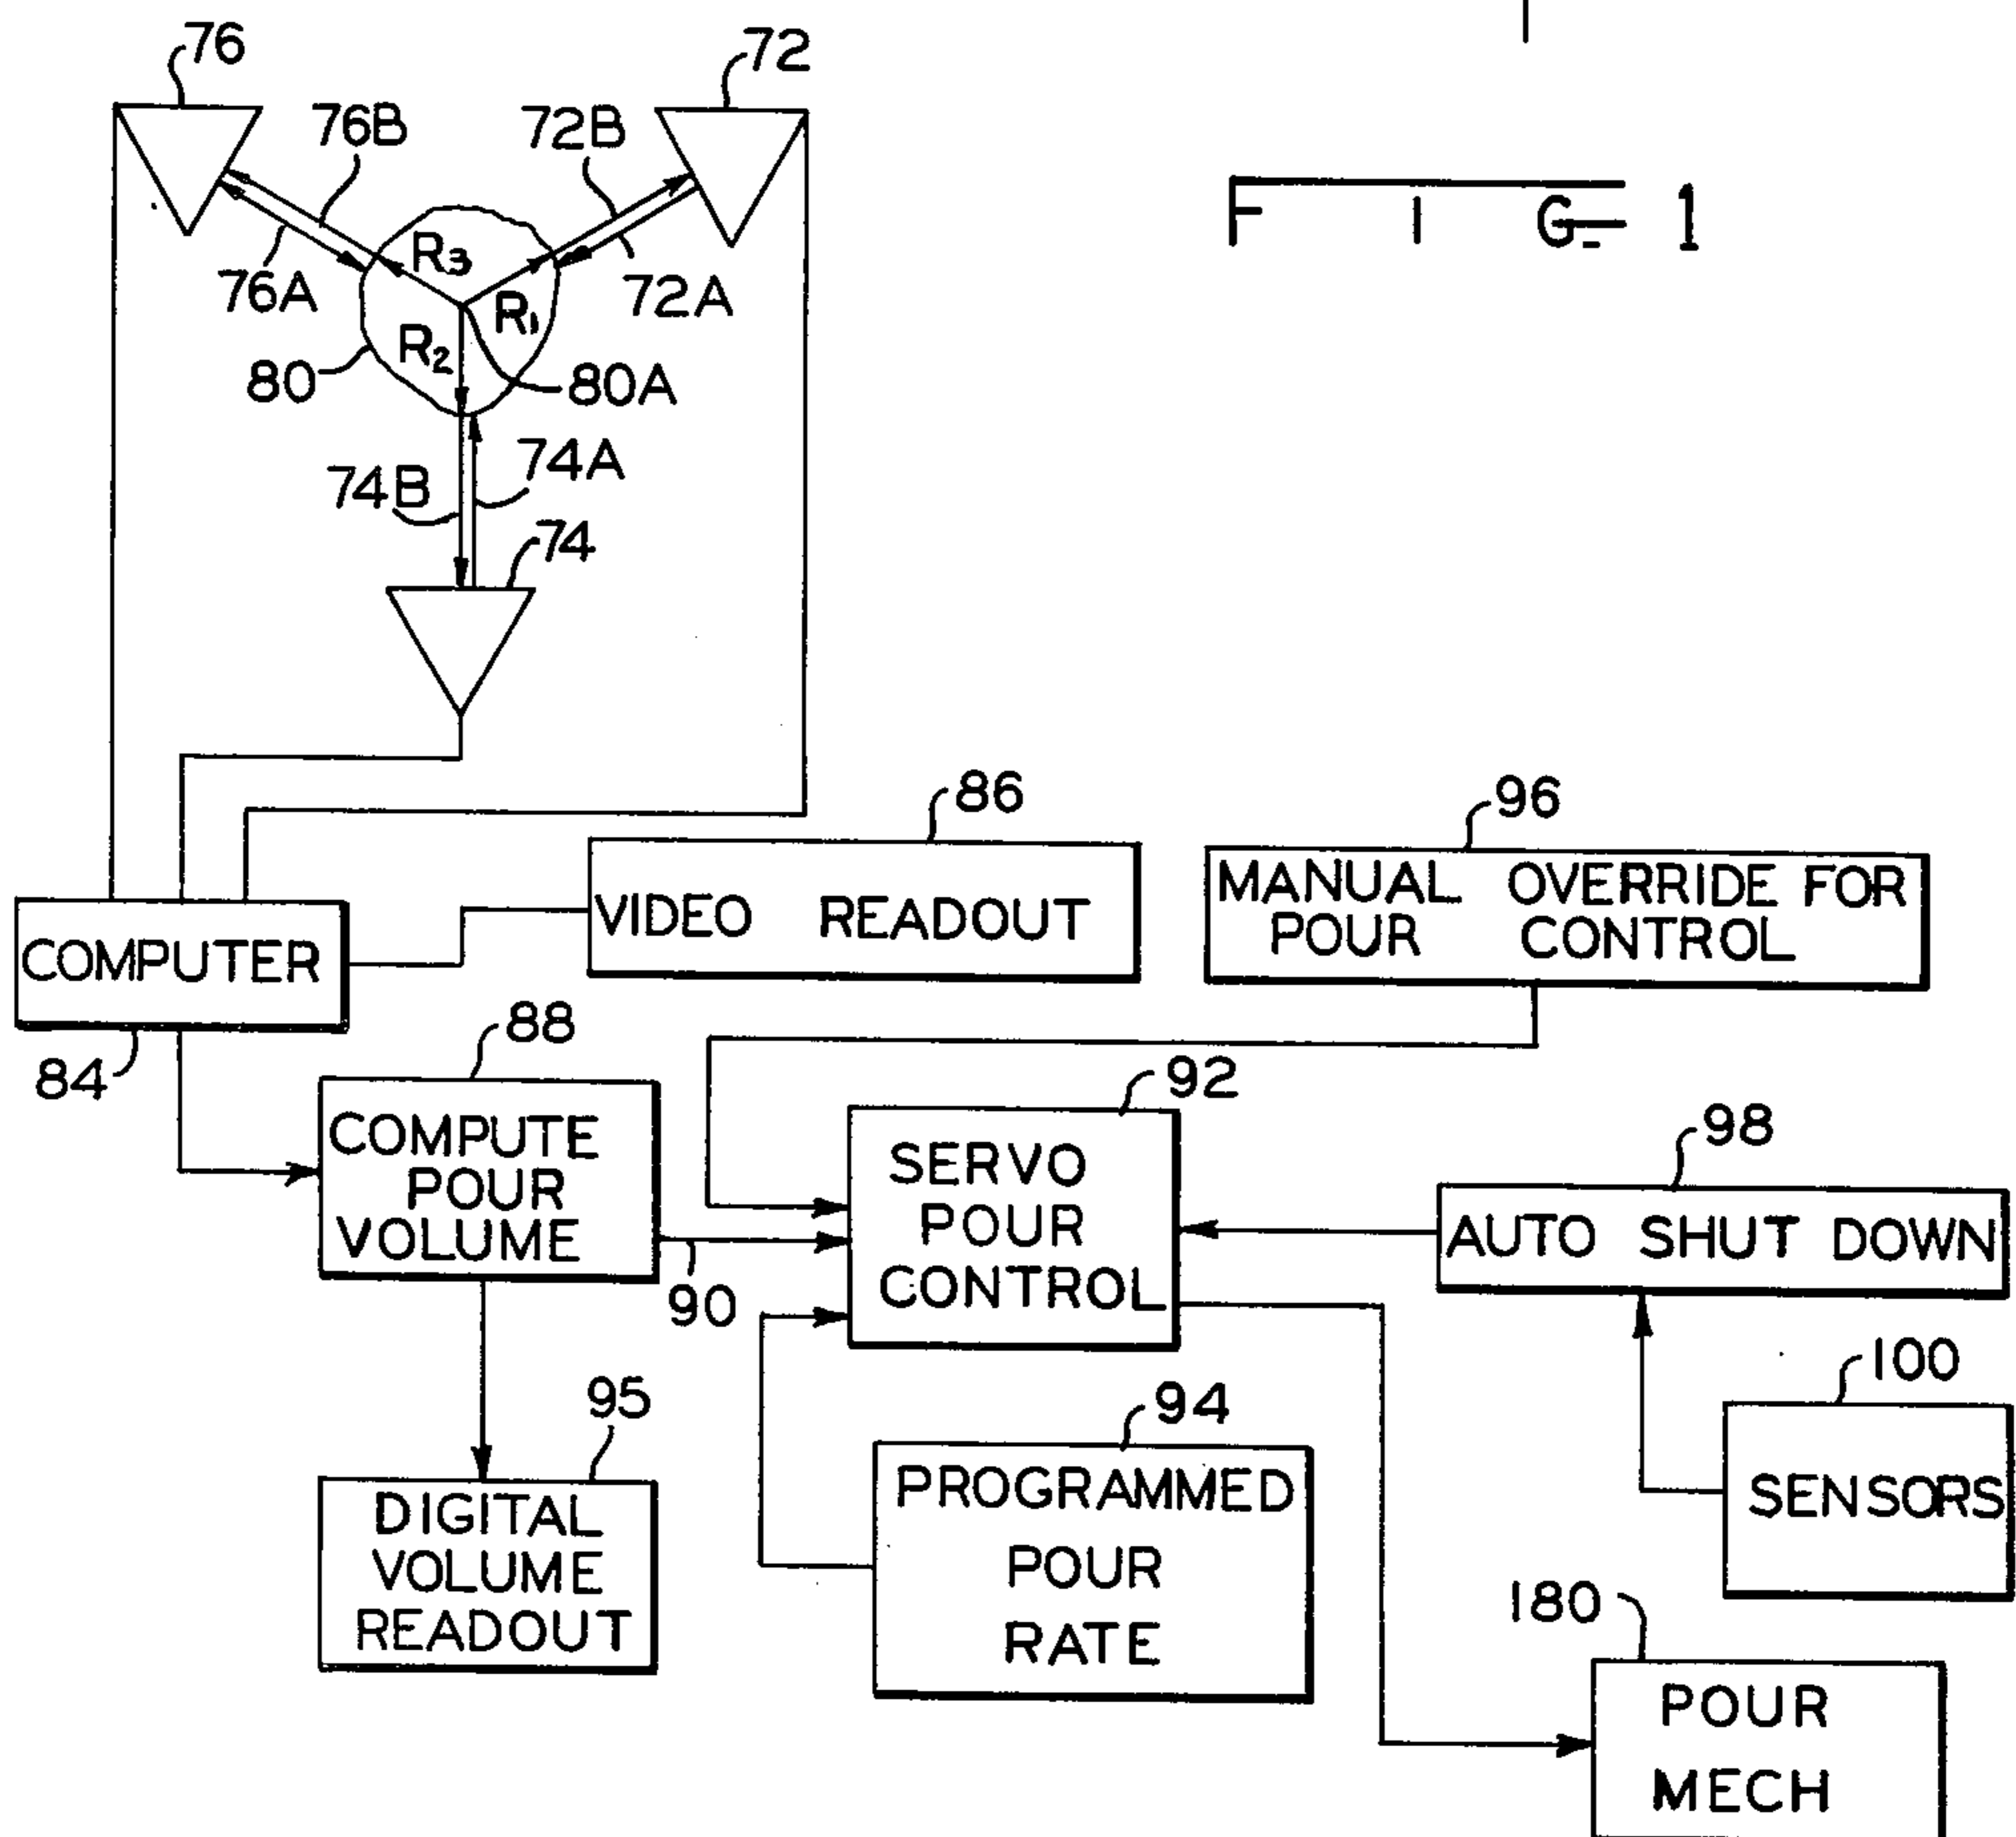 76
72
76B
72B
FIG- 1
R3
76A
R1
72A
R2
80
80A
74A
74B
74
86
96
VIDEO READOUT
MANUAL OVERRIDE FOR
POUR CONTROL
COMPUTER
88
84
92
COMPUTE
POUR
VOLUME
SERVO
POUR
CONTROL
98
AUTO SHUT DOWN
90
100
95
94
SENSORS
DIGITAL
VOLUME
READOUT
PROGRAMMED
POUR
RATE
180
POUR
MECH